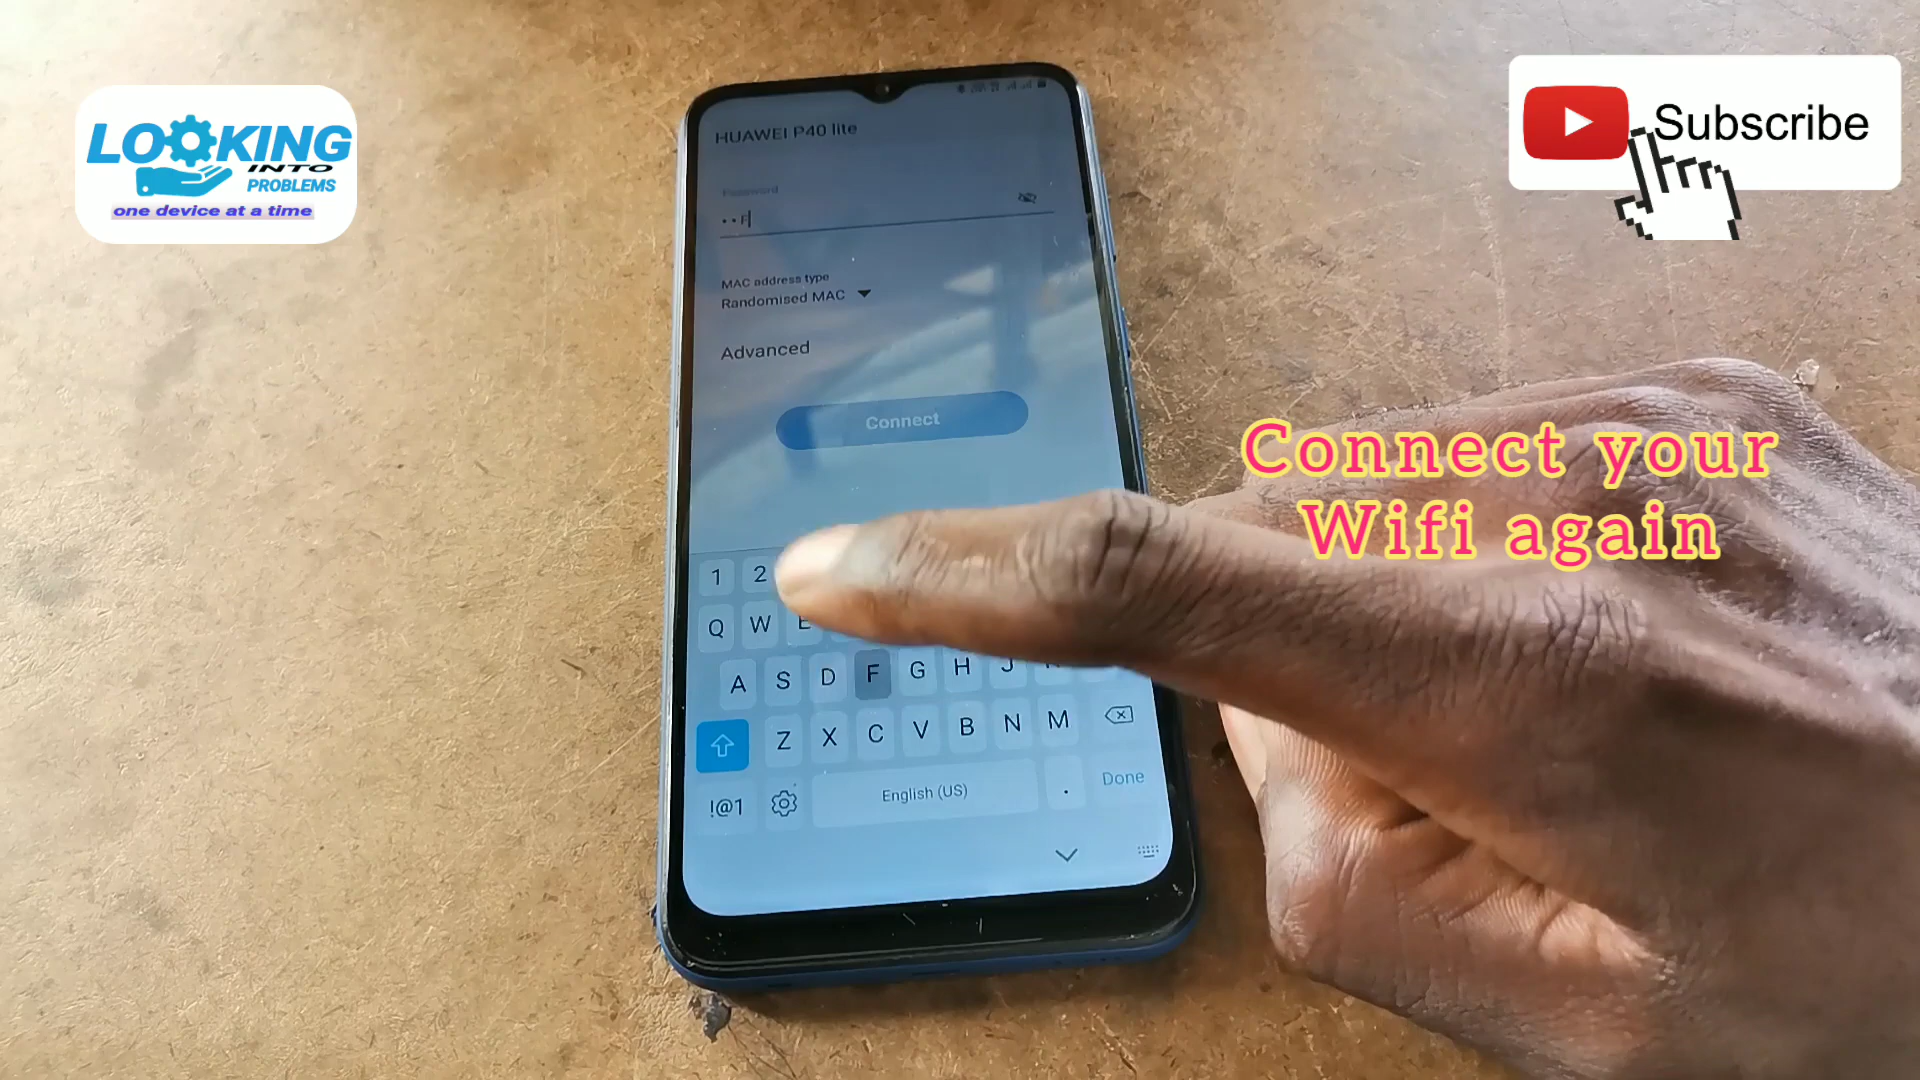 LOOKING
INTO
PROBLEMS
one device at a time
Subscribe
HUAWEI P40 lite
Password
••F
MAC address type
Randomised MAC
Advanced
Connect
Connect your
Wifi again
1 2
Q W E
A S D F G H J
Z X C V B N M
!@1 English (US) . Done